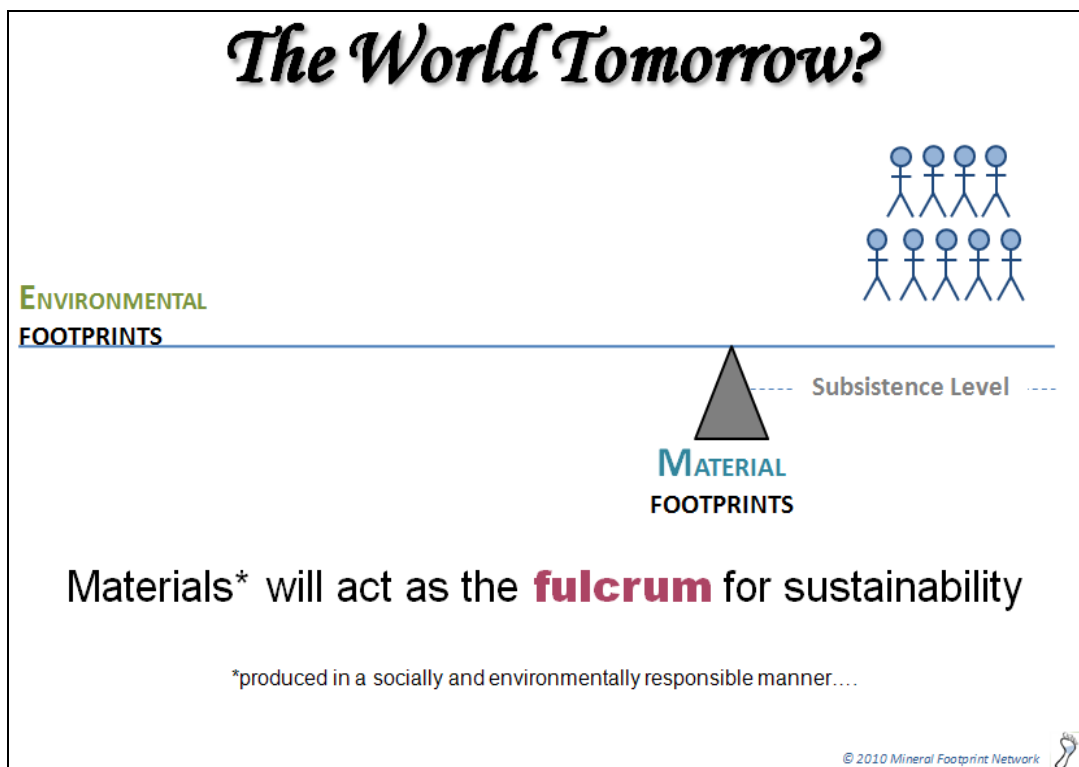 The World Tomorrow?
ENVIRONMENTAL
FOOTPRINTS
Subsistence Level
MATERIAL
FOOTPRINTS
Materials* will act as the fulcrum for sustainability
*produced in a socially and environmentally responsible manner....
© 2010 Mineral Footprint Network